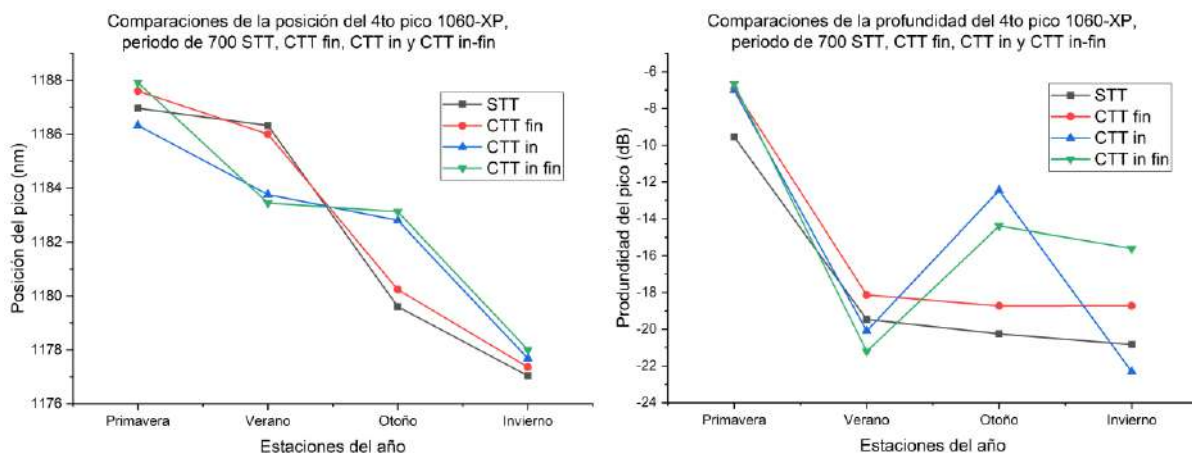 Comparaciones de la posición del 4to pico 1060-XP,
periodo de 700 STT, CTT fin, CTT in y CTT in-fin
1188
1186
1184
1182
1180
1178
1176
Posición del pico (nm)
STT
CTT fin
CTT in
CTT in fin
Primavera
Verano
Otoño
Invierno
Estaciones del año
Comparaciones de la profundidad del 4to pico 1060-XP,
periodo de 700 STT, CTT fin, CTT in y CTT in-fin
-6
-8
-10
-12
-14
-16
-18
-20
-22
-24
Produndidad del pico (dB)
STT
CTT fin
CTT in
CTT in fin
Primavera
Verano
Otoño
Invierno
Estaciones del año